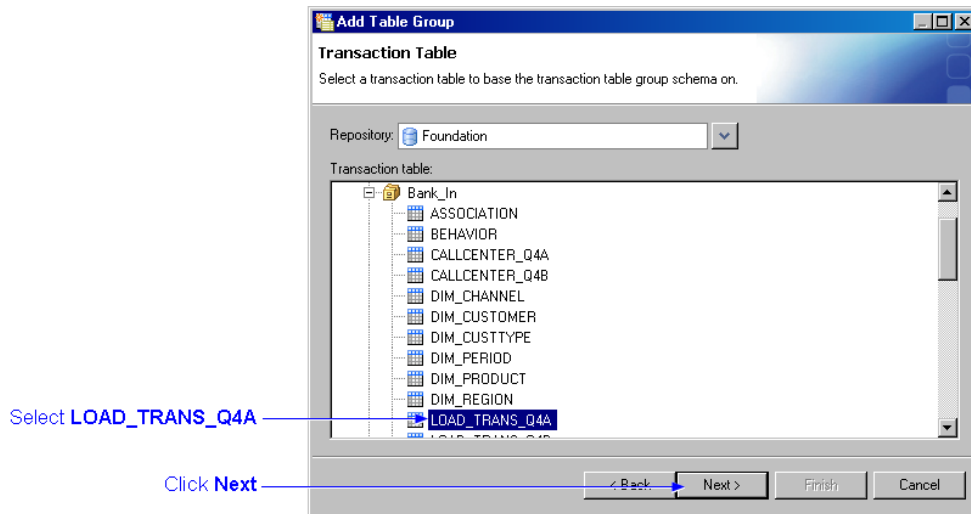 Add Table Group
Transaction Table
Select a transaction table to base the transaction table group schema on.
Repository: Foundation
Transaction table:
Bank_In
ASSOCIATION
BEHAVIOR
CALLCENTER_Q4A
CALLCENTER_Q4B
DIM_CHANNEL
DIM_CUSTOMER
DIM_CUSTTYPE
DIM_PERIOD
DIM_PRODUCT
DIM_REGION
Select LOAD_TRANS_Q4A LOAD_TRANS_Q4A
Click Next < Back Next > Finish Cancel